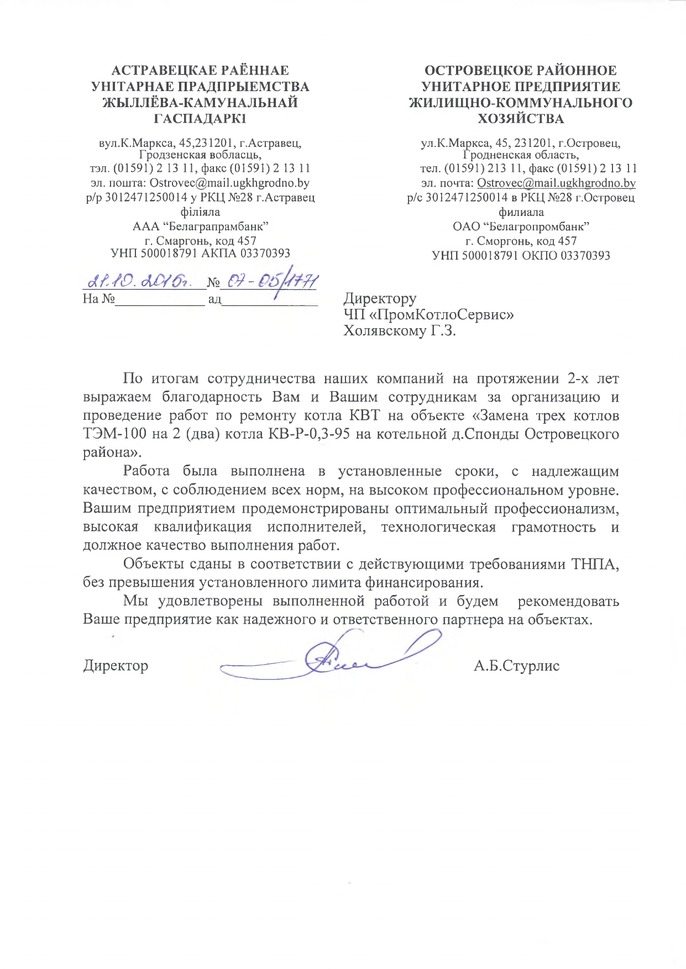 АСТРАВЕЦКАЕ РАЁННАЕ
УНІТАРНАЕ ПРАДПРЫЕМСТВА
ЖЫЛЛЁВА-КАМУНАЛЬНАЙ
ГАСПАДАРКІ
вул.К.Маркса, 45,231201, г.Астравец,
Гродзенская вобласць,
тэл. (01591) 2 13 11, факс (01591) 2 13 11
эл. пошта: Ostrovec@mail.ugkhgrodno.by
р/р 3012471250014 у РКЦ №28 г.Астравец
філіяла
ААА “Белаграпрамбанк”
г. Смаргонь, код 457
УНП 500018791 АКПА 03370393
21.10.2016г. № 07-05/1771
На № ад
ОСТРОВЕЦКОЕ РАЙОННОЕ
УНИТАРНОЕ ПРЕДПРИЯТИЕ
ЖИЛИЩНО-КОММУНАЛЬНОГО
ХОЗЯЙСТВА
ул.К.Маркса, 45, 231201, г.Островец,
Гродненская область,
тел. (01591) 213 11, факс (01591) 2 13 11
эл. почта: Ostrovec@mail.ugkhgrodno.by
р/с 3012471250014 в РКЦ №28 г.Островец
филиала
ОАО “Белагропромбанк”
г. Сморгонь, код 457
УНП 500018791 ОКПО 03370393
Директору
ЧП «ПромКотлоСервис»
Холявскому Г.З.
По итогам сотрудничества наших компаний на протяжении 2-х лет
выражаем благодарность Вам и Вашим сотрудникам за организацию и
проведение работ по ремонту котла КВТ на объекте «Замена трех котлов
ТЭМ-100 на 2 (два) котла КВ-Р-0,3-95 на котельной д.Спонды Островецкого
района».
Работа была выполнена в установленные сроки, с надлежащим
качеством, с соблюдением всех норм, на высоком профессиональном уровне.
Вашим предприятием продемонстрированы оптимальный профессионализм,
высокая квалификация исполнителей, технологическая грамотность и
должное качество выполнения работ.
Объекты сданы в соответствии с действующими требованиями ТНПА,
без превышения установленного лимита финансирования.
Мы удовлетворены выполненной работой и будем рекомендовать
Ваше предприятие как надежного и ответственного партнера на объектах.
Директор А.Б.Стурлис